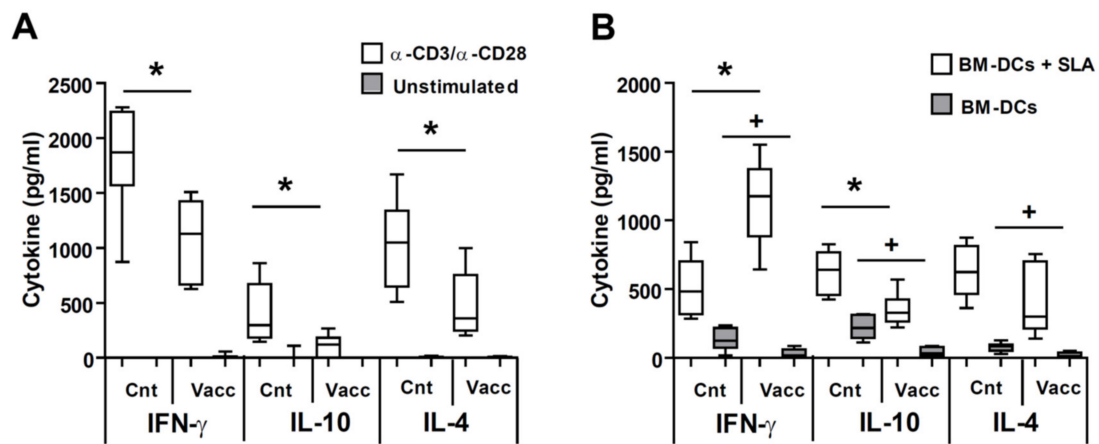 A
α-CD3/α-CD28
Unstimulated
Cytokine (pg/ml)
2500
2000
1500
1000
500
0
*
*
*
Cnt Vacc Cnt Vacc Cnt Vacc
IFN-γ IL-10 IL-4
B
BM-DCs + SLA
BM-DCs
Cytokine (pg/ml)
2000
1500
1000
500
0
*
+
*
+
+
Cnt Vacc Cnt Vacc Cnt Vacc
IFN-γ IL-10 IL-4